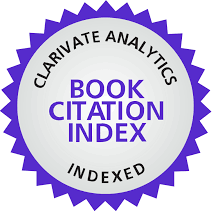 CLARIVATE ANALYTICS
BOOK
CITATION
INDEX
INDEXED